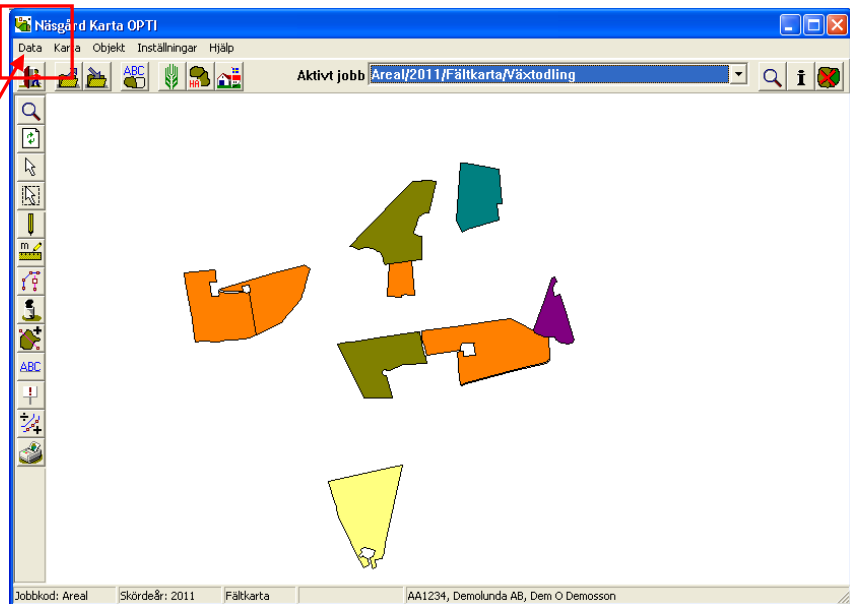 Näsgård Karta OPTI
Data Karta Objekt Inställningar Hjälp
ABC HA Aktivt jobb Areal/2011/Fältkarta/Växtodling i
m
ABC
Jobbkod: Areal Skördeår: 2011 Fältkarta AA1234, Demolunda AB, Dem O Demosson